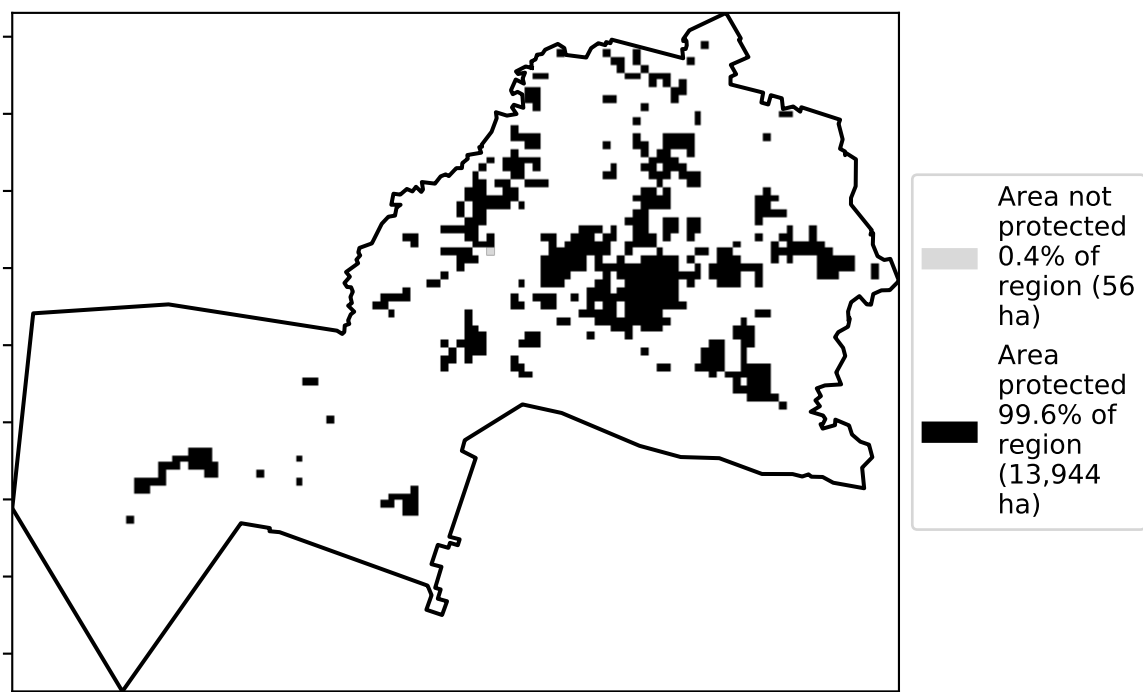 Area not
protected
0.4% of
region (56
ha)
Area
protected
99.6% of
region
(13,944
ha)